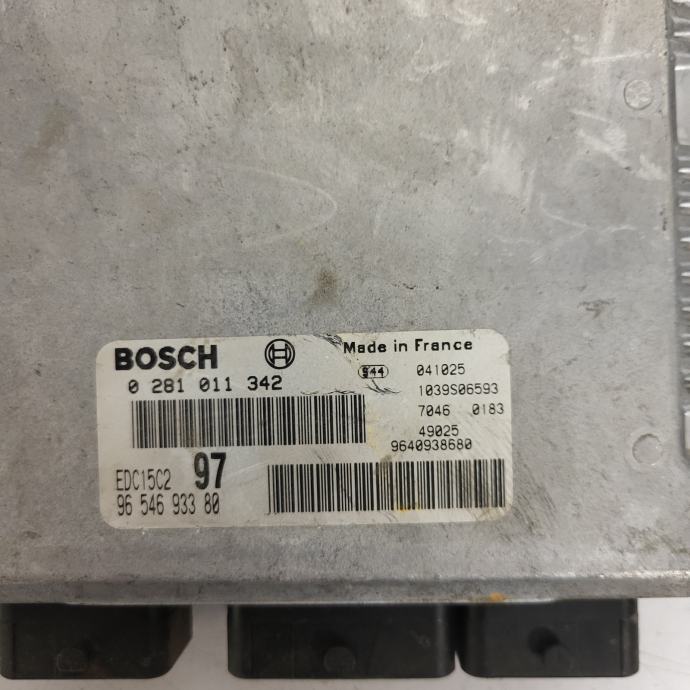 BOSCH
Made in France
0 281 011 342
944
041025
1039S06593
7046 0183
49025
9640938680
EDC15C2 97
96 546 933 80